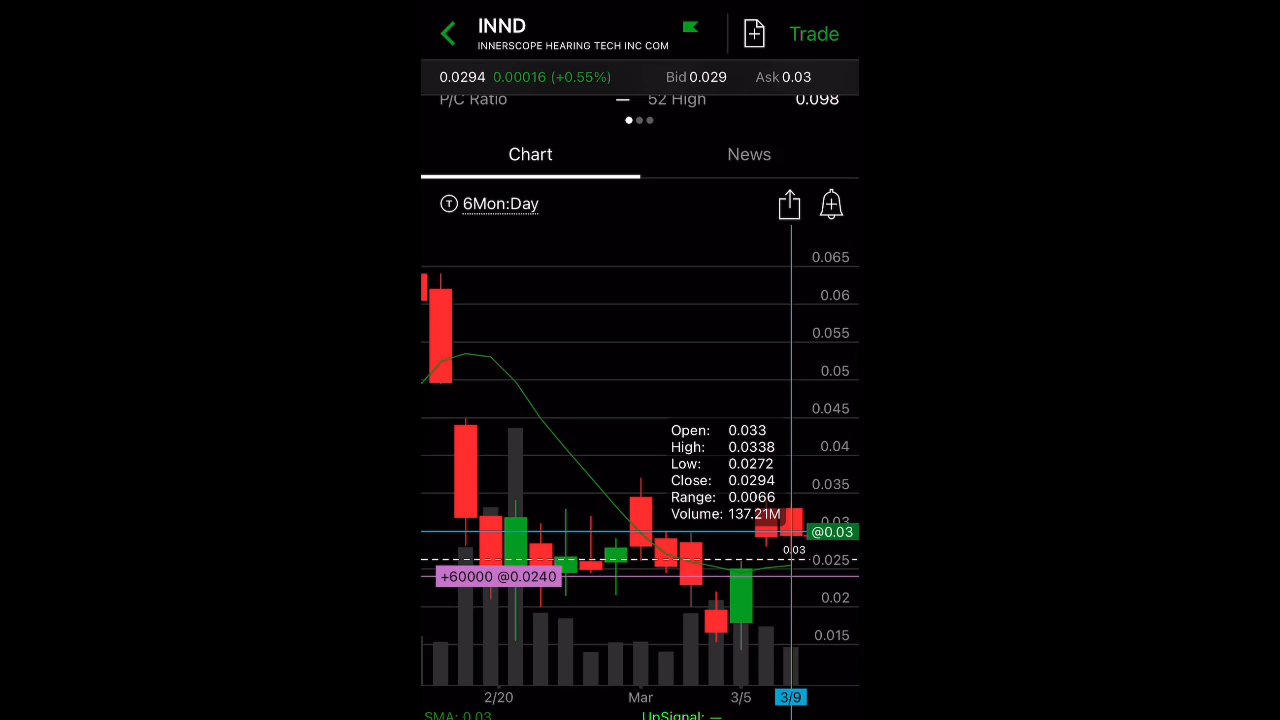 INND
INNERSCOPE HEARING TECH INC COM
Trade
0.0294 0.00016 (+0.55%) Bid 0.029 Ask 0.03
P/C Ratio — 52 High 0.098
Chart News
T 6Mon:Day
0.065
0.06
0.055
0.05
0.045
Open: 0.033
High: 0.0338
0.04
Low: 0.0272
Close: 0.0294
0.035
Range: 0.0066
Volume: 137.21M
0.03
@0.03
0.03
0.025
+60000 @0.0240
0.02
0.015
2/20 Mar 3/5 3/9
SMA: 0.03 UpSignal: —